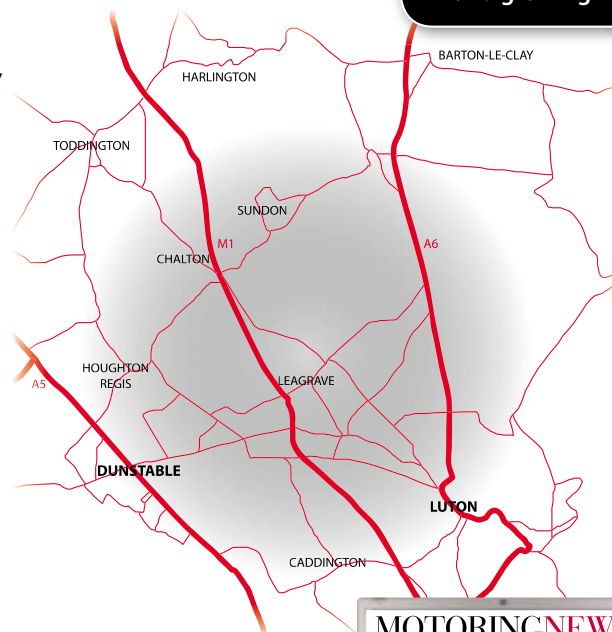 BARTON-LE-CLAY
HARLINGTON
TODDINGTON
SUNDON
M1
A6
CHALTON
HOUGHTON
REGIS
A5
LEAGRAVE
DUNSTABLE
LUTON
CADDINGTON